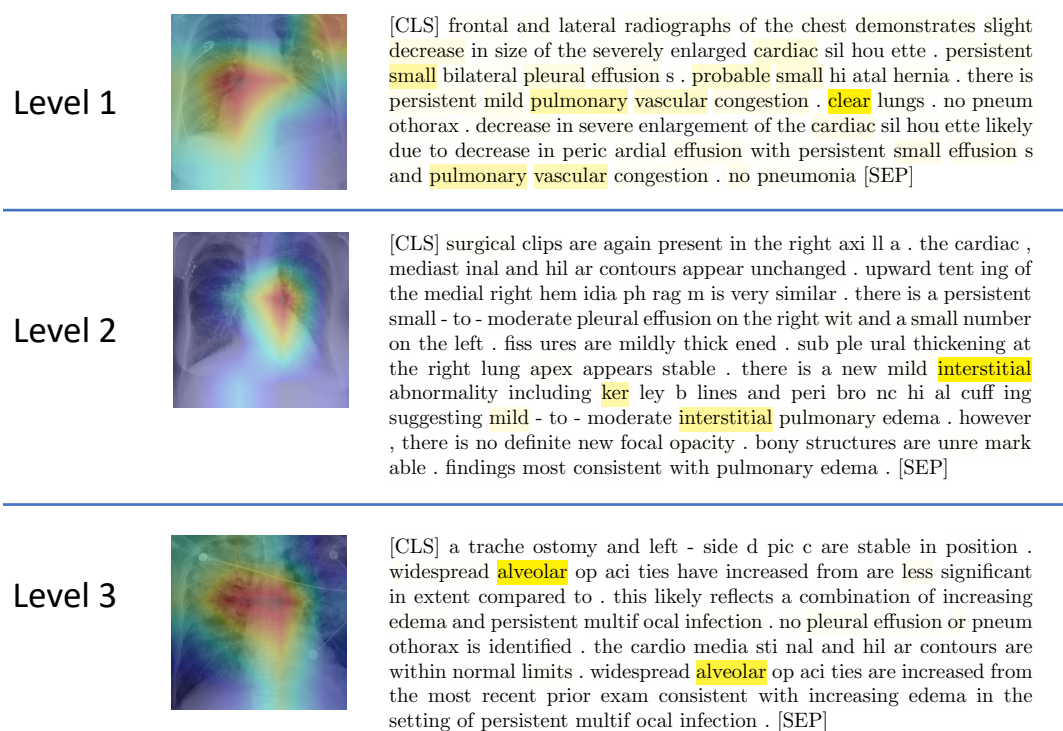 Level 1
[CLS] frontal and lateral radiographs of the chest demonstrates slight
decrease in size of the severely enlarged cardiac sil hou ette . persistent
small bilateral pleural effusion s . probable small hi atal hernia . there is
persistent mild pulmonary vascular congestion . clear lungs . no pneum
othorax . decrease in severe enlargement of the cardiac sil hou ette likely
due to decrease in peric ardial effusion with persistent small effusion s
and pulmonary vascular congestion . no pneumonia [SEP]
Level 2
[CLS] surgical clips are again present in the right axi ll a . the cardiac ,
mediast inal and hil ar contours appear unchanged . upward tent ing of
the medial right hem idia ph rag m is very similar . there is a persistent
small - to - moderate pleural effusion on the right wit and a small number
on the left . fiss ures are mildly thick ened . sub ple ural thickening at
the right lung apex appears stable . there is a new mild interstitial
abnormality including ker ley b lines and peri bro nc hi al cuff ing
suggesting mild - to - moderate interstitial pulmonary edema . however
, there is no definite new focal opacity . bony structures are unre mark
able . findings most consistent with pulmonary edema . [SEP]
Level 3
[CLS] a trache ostomy and left - side d pic c are stable in position .
widespread alveolar op aci ties have increased from are less significant
in extent compared to . this likely reflects a combination of increasing
edema and persistent multif ocal infection . no pleural effusion or pneum
othorax is identified . the cardio media sti nal and hil ar contours are
within normal limits . widespread alveolar op aci ties are increased from
the most recent prior exam consistent with increasing edema in the
setting of persistent multif ocal infection . [SEP]